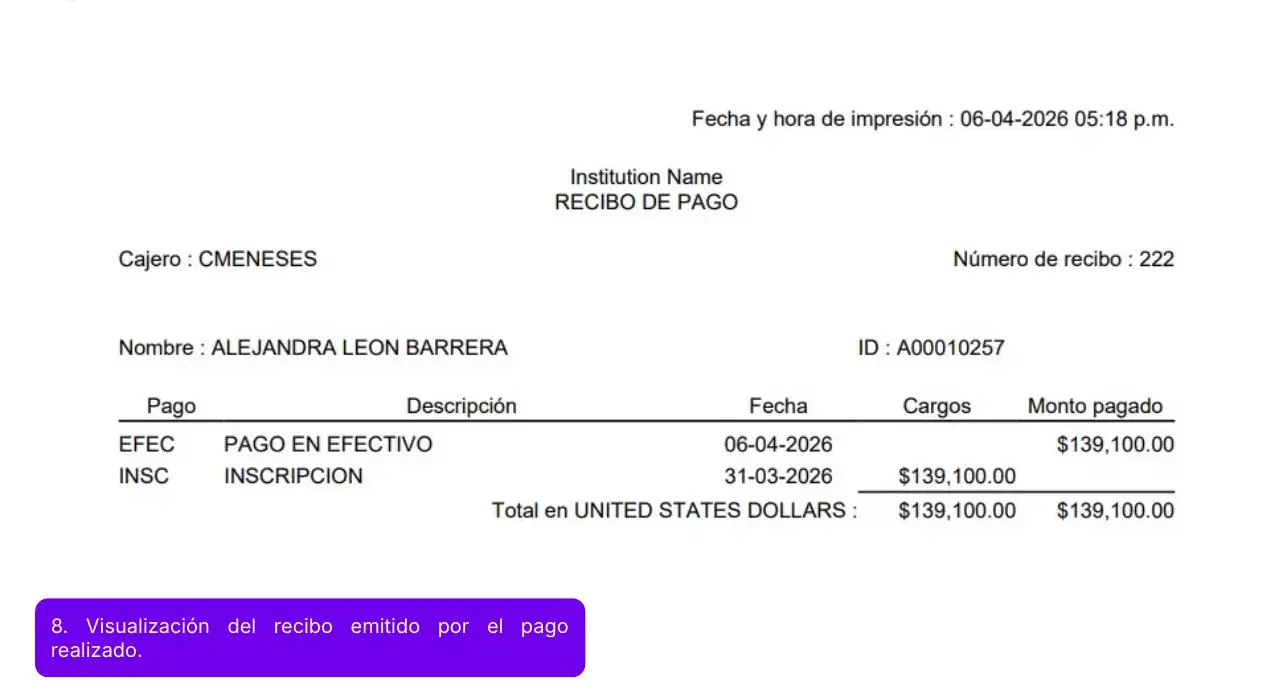 Fecha y hora de impresión : 06-04-2026 05:18 p.m.
Institution Name
RECIBO DE PAGO
Cajero : CMENESES Número de recibo : 222
Nombre : ALEJANDRA LEON BARRERA ID : A00010257
Pago Descripción Fecha Cargos Monto pagado
EFEC PAGO EN EFECTIVO 06-04-2026 $139,100.00
INSC INSCRIPCION 31-03-2026 $139,100.00
Total en UNITED STATES DOLLARS : $139,100.00 $139,100.00
8. Visualización del recibo emitido por el pago
realizado.